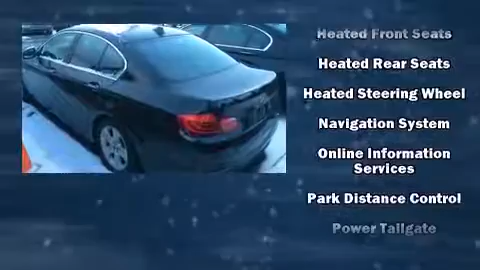 Heated Front Seats
Heated Rear Seats
Heated Steering Wheel
Navigation System
Online Information
Services
Park Distance Control
Power Tailgate